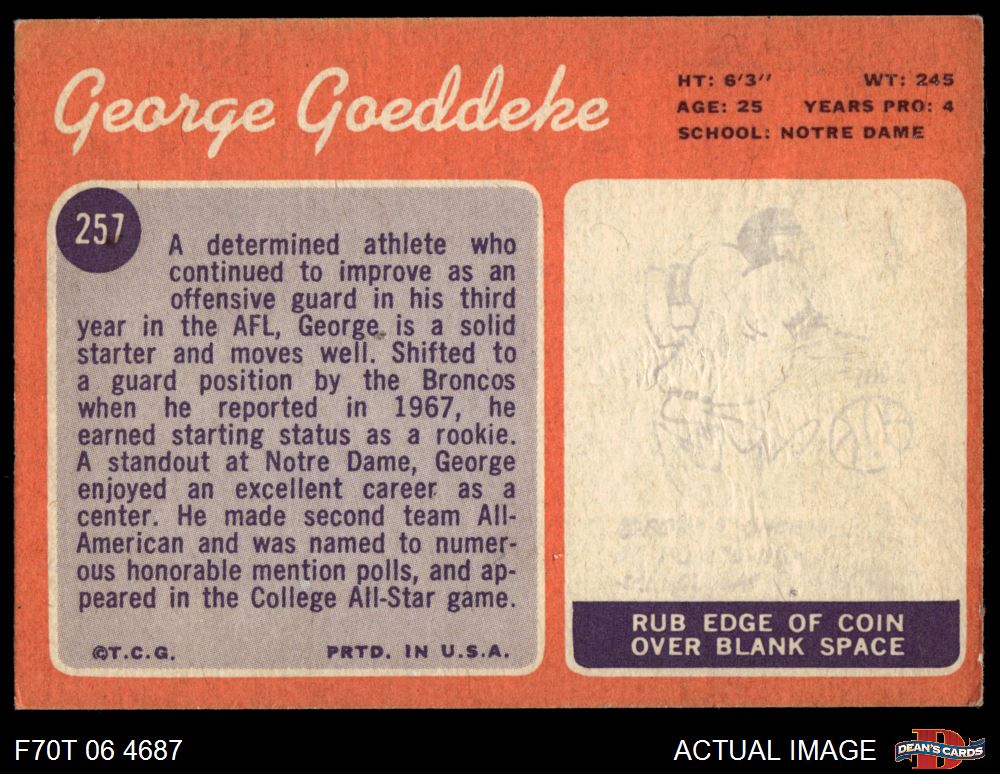 George Goeddeke
HT: 6'3" WT: 245
AGE: 25 YEARS PRO: 4
SCHOOL: NOTRE DAME
257
A determined athlete who
continued to improve as an
offensive guard in his third
year in the AFL, George is a solid
starter and moves well. Shifted to
a guard position by the Broncos
when he reported in 1967, he
earned starting status as a rookie.
A standout at Notre Dame, George
enjoyed an excellent career as a
center. He made second team All-
American and was named to numer-
ous honorable mention polls, and ap-
peared in the College All-Star game.
©T.C.G. PRTD. IN U.S.A.
RUB EDGE OF COIN
OVER BLANK SPACE
F70T 06 4687
ACTUAL IMAGE
D
DEAN'S CARDS